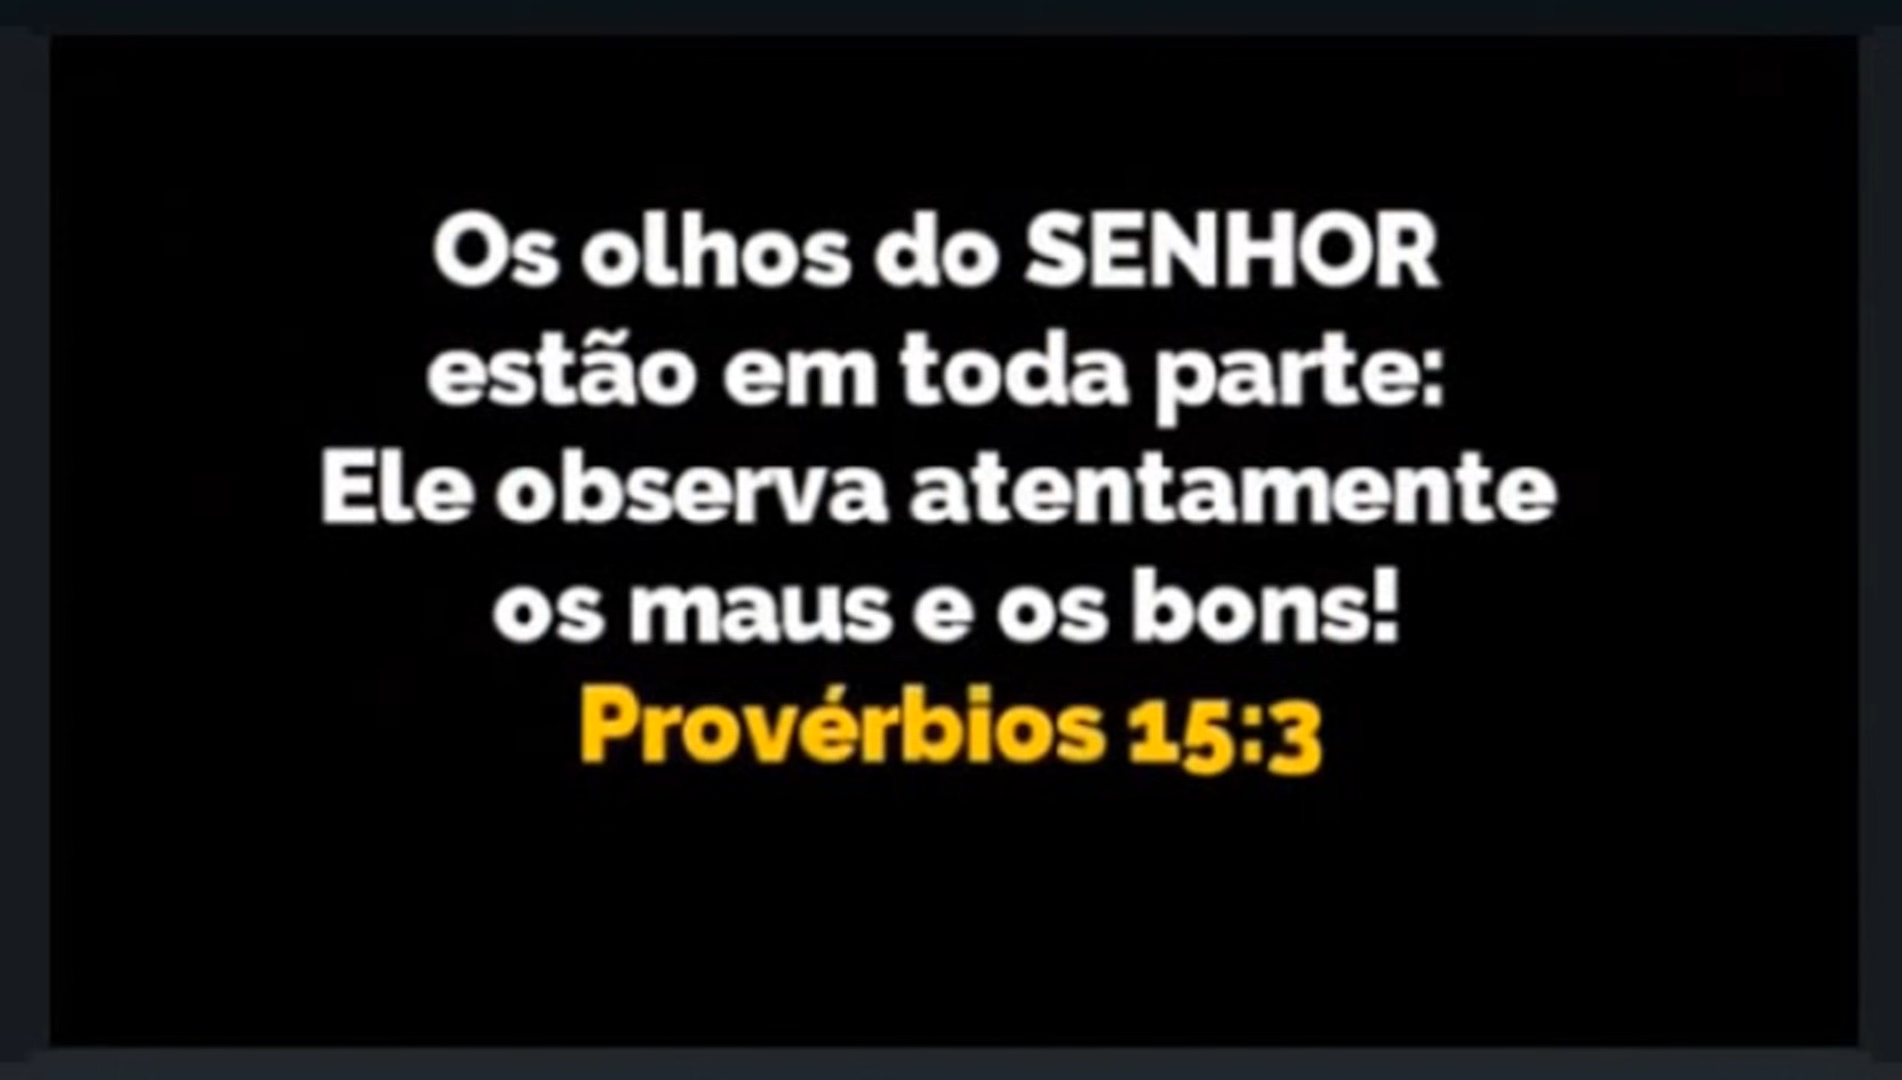 Os olhos do SENHOR
estão em toda parte:
Ele observa atentamente
os maus e os bons!
Provérbios 15:3